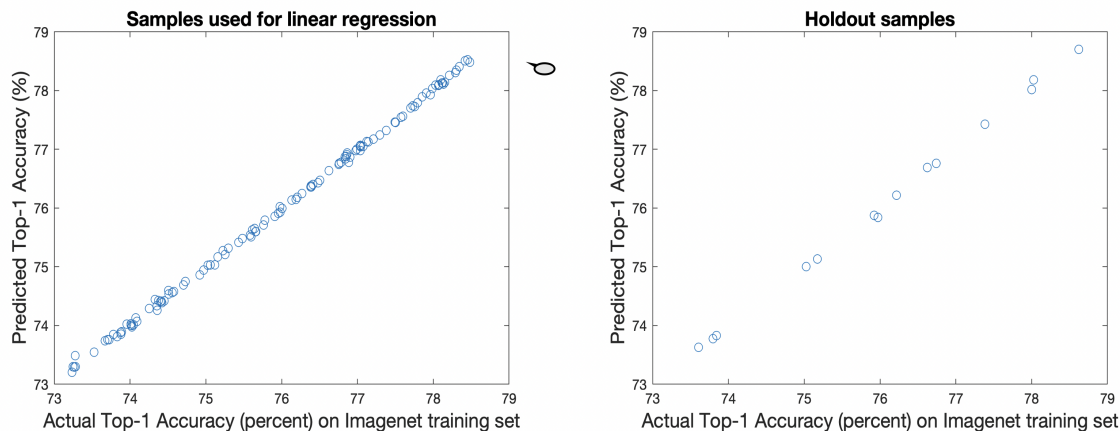 Samples used for linear regression
79
78
77
76
75
74
73
73 74 75 76 77 78 79
Predicted Top-1 Accuracy (%)
Actual Top-1 Accuracy (percent) on Imagenet training set
Holdout samples
79
78
77
76
75
74
73
73 74 75 76 77 78 79
Predicted Top-1 Accuracy (%)
Actual Top-1 Accuracy (percent) on Imagenet training set